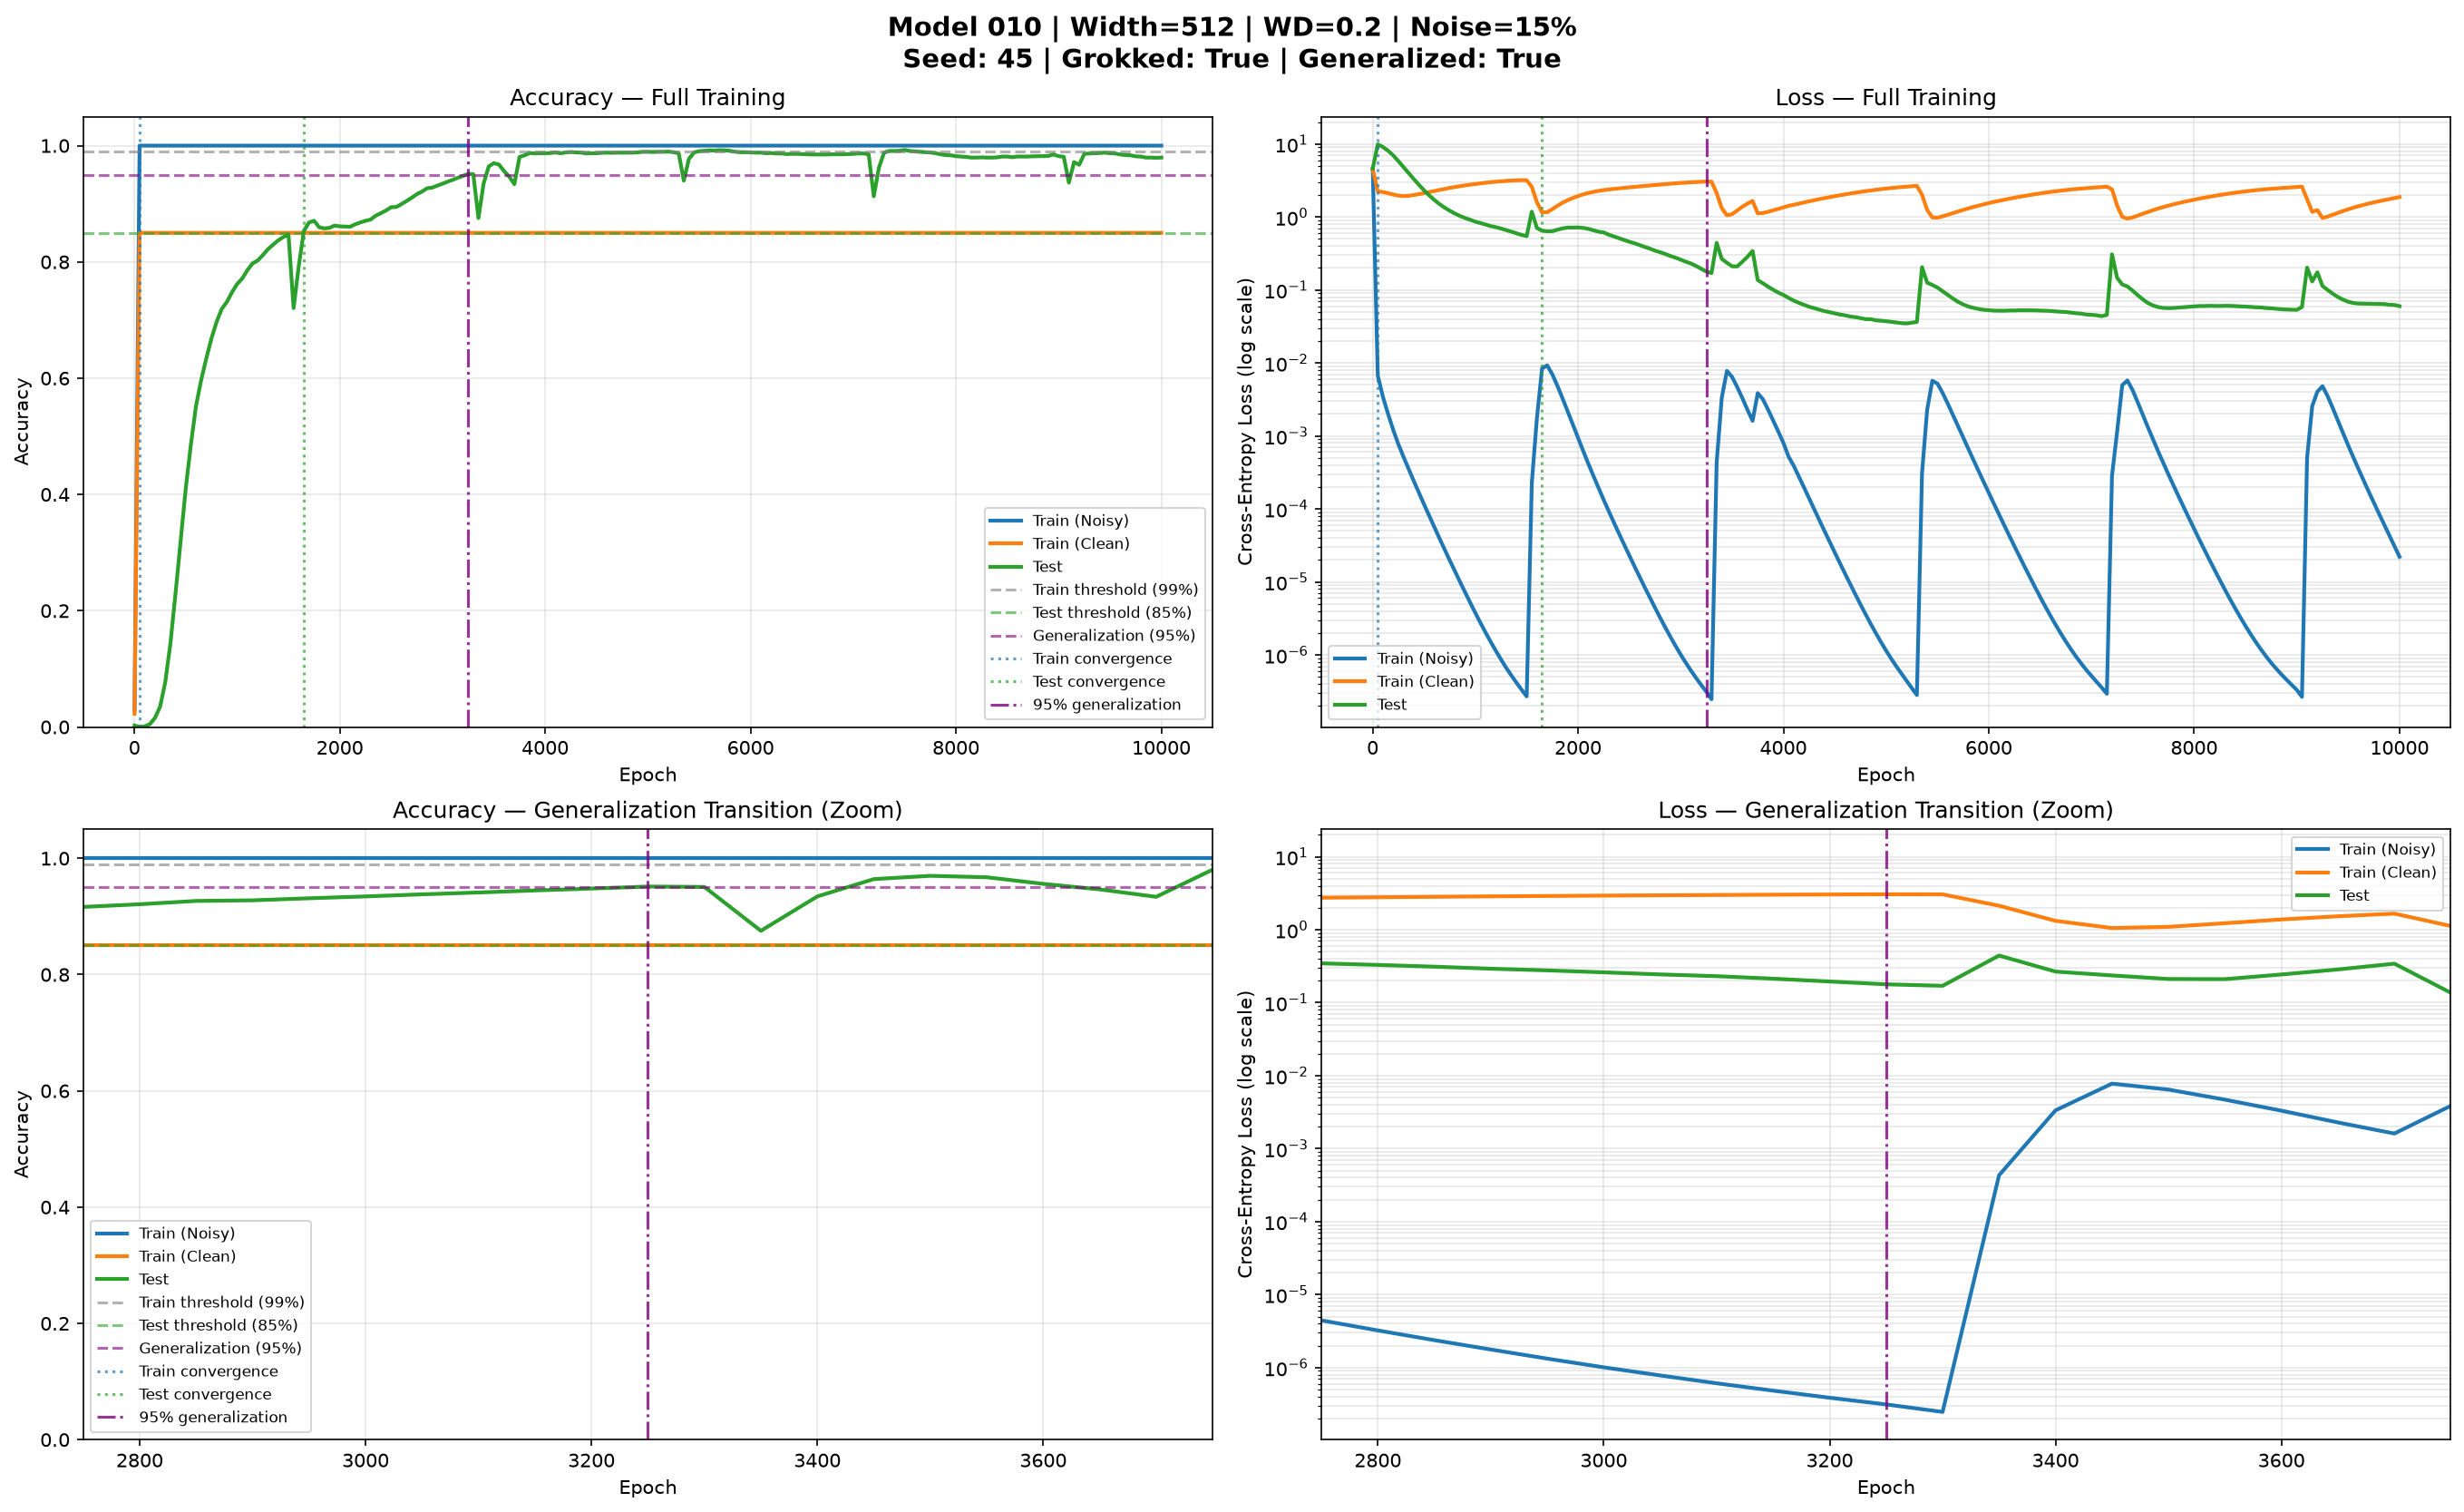 Model 010 | Width=512 | WD=0.2 | Noise=15%
Seed: 45 | Grokked: True | Generalized: True
Accuracy — Full Training
Accuracy
1.0
0.8
0.6
0.4
0.2
0.0
Train (Noisy)
Train (Clean)
Test
Train threshold (99%)
Test threshold (85%)
Generalization (95%)
Train convergence
Test convergence
95% generalization
0 2000 4000 6000 8000 10000
Epoch
Loss — Full Training
Cross-Entropy Loss (log scale)
10¹
10⁰
10⁻¹
10⁻²
10⁻³
10⁻⁴
10⁻⁵
10⁻⁶
Train (Noisy)
Train (Clean)
Test
0 2000 4000 6000 8000 10000
Epoch
Accuracy — Generalization Transition (Zoom)
Accuracy
1.0
0.8
0.6
0.4
0.2
0.0
Train (Noisy)
Train (Clean)
Test
Train threshold (99%)
Test threshold (85%)
Generalization (95%)
Train convergence
Test convergence
95% generalization
2800 3000 3200 3400 3600
Epoch
Loss — Generalization Transition (Zoom)
Cross-Entropy Loss (log scale)
10¹
10⁰
10⁻¹
10⁻²
10⁻³
10⁻⁴
10⁻⁵
10⁻⁶
Train (Noisy)
Train (Clean)
Test
2800 3000 3200 3400 3600
Epoch